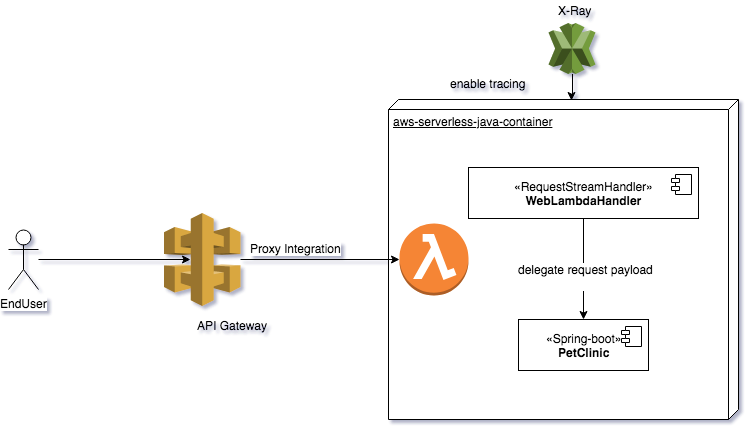 X-Ray
enable tracing
aws-serverless-java-container
«RequestStreamHandler»
WebLambdaHandler
Proxy Integration
delegate request payload
EndUser
API Gateway
«Spring-boot»
PetClinic